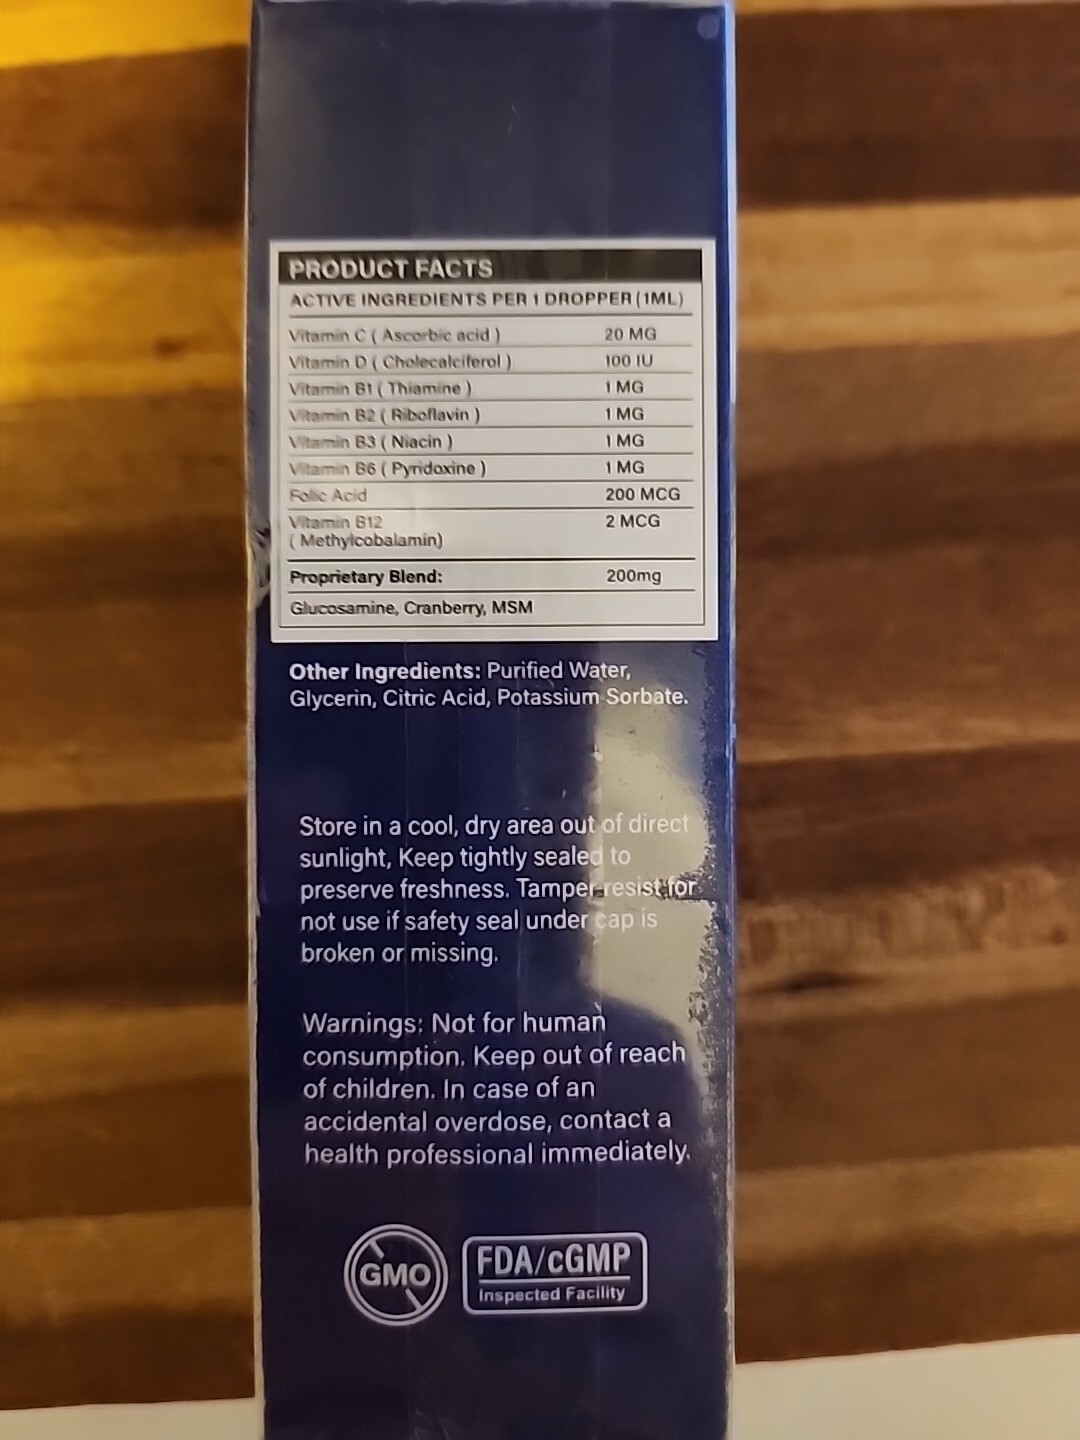 PRODUCT FACTS
ACTIVE INGREDIENTS PER 1 DROPPER (1ML)
Vitamin C ( Ascorbic acid ) 20 MG
Vitamin D ( Cholecalciferol ) 100 IU
Vitamin B1 ( Thiamine ) 1 MG
Vitamin B2 ( Riboflavin ) 1 MG
Vitamin B3 ( Niacin ) 1 MG
Vitamin B6 ( Pyridoxine ) 1 MG
Folic Acid 200 MCG
Vitamin B12 2 MCG
( Methylcobalamin)
Proprietary Blend: 200mg
Glucosamine, Cranberry, MSM
Other Ingredients: Purified Water,
Glycerin, Citric Acid, Potassium Sorbate.
Store in a cool, dry area out of direct
sunlight, Keep tightly sealed to
preserve freshness. Tamper-resist for
not use if safety seal under cap is
broken or missing.
Warnings: Not for human
consumption. Keep out of reach
of children. In case of an
accidental overdose, contact a
health professional immediately.
GMO
FDA/cGMP
Inspected Facility